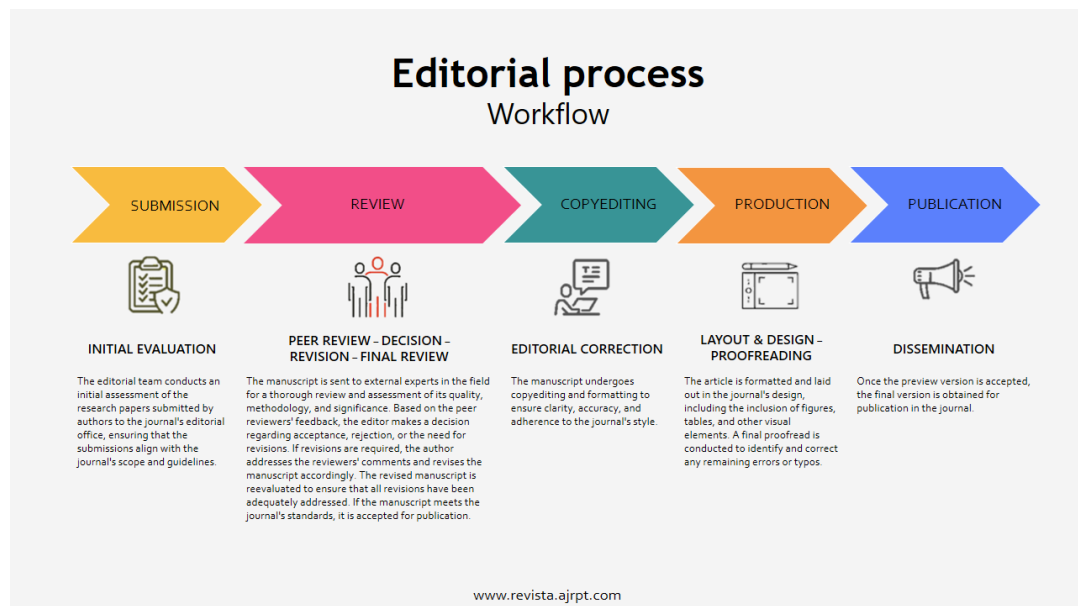 Editorial process
Workflow
SUBMISSION
REVIEW
COPYEDITING
PRODUCTION
PUBLICATION
INITIAL EVALUATION
The editorial team conducts an
initial assessment of the
research papers submitted by
authors to the journal's editorial
office, ensuring that the
submissions align with the
journal's scope and guidelines.
PEER REVIEW – DECISION –
REVISION – FINAL REVIEW
The manuscript is sent to external experts in the field
for a thorough review and assessment of its quality,
methodology, and significance. Based on the peer
reviewers' feedback, the editor makes a decision
regarding acceptance, rejection, or the need for
revisions. If revisions are required, the author
addresses the reviewers' comments and revises the
manuscript accordingly. The revised manuscript is
reevaluated to ensure that all revisions have been
adequately addressed. If the manuscript meets the
journal's standards, it is accepted for publication.
EDITORIAL CORRECTION
The manuscript undergoes
copyediting and formatting to
ensure clarity, accuracy, and
adherence to the journal's style.
LAYOUT & DESIGN –
PROOFREADING
The article is formatted and laid
out in the journal's design,
including the inclusion of figures,
tables, and other visual
elements. A final proofread is
conducted to identify and correct
any remaining errors or typos.
DISSEMINATION
Once the preview version is accepted,
the final version is obtained for
publication in the journal.
www.revista.ajrpt.com